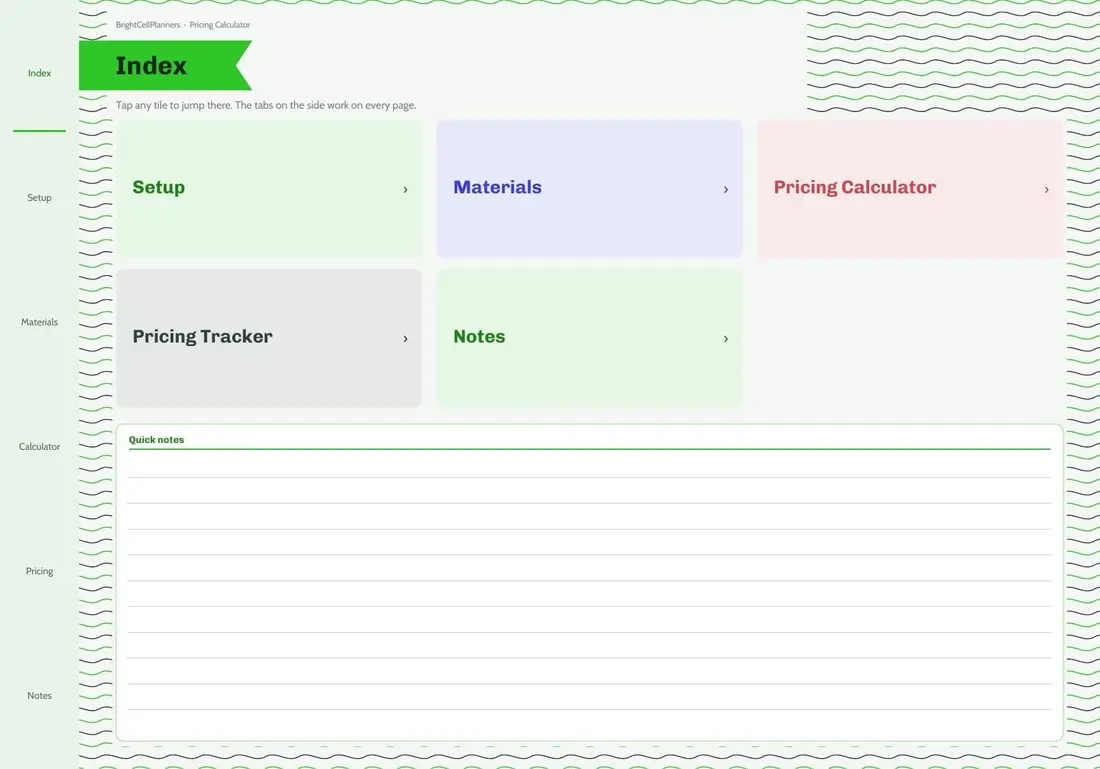 BrightCellPlanners · Pricing Calculator
Index
Index
Tap any tile to jump there. The tabs on the side work on every page.
Setup ›
Materials ›
Pricing Calculator ›
Setup
Materials
Pricing Tracker ›
Notes ›
Calculator
Quick notes
Pricing
Notes